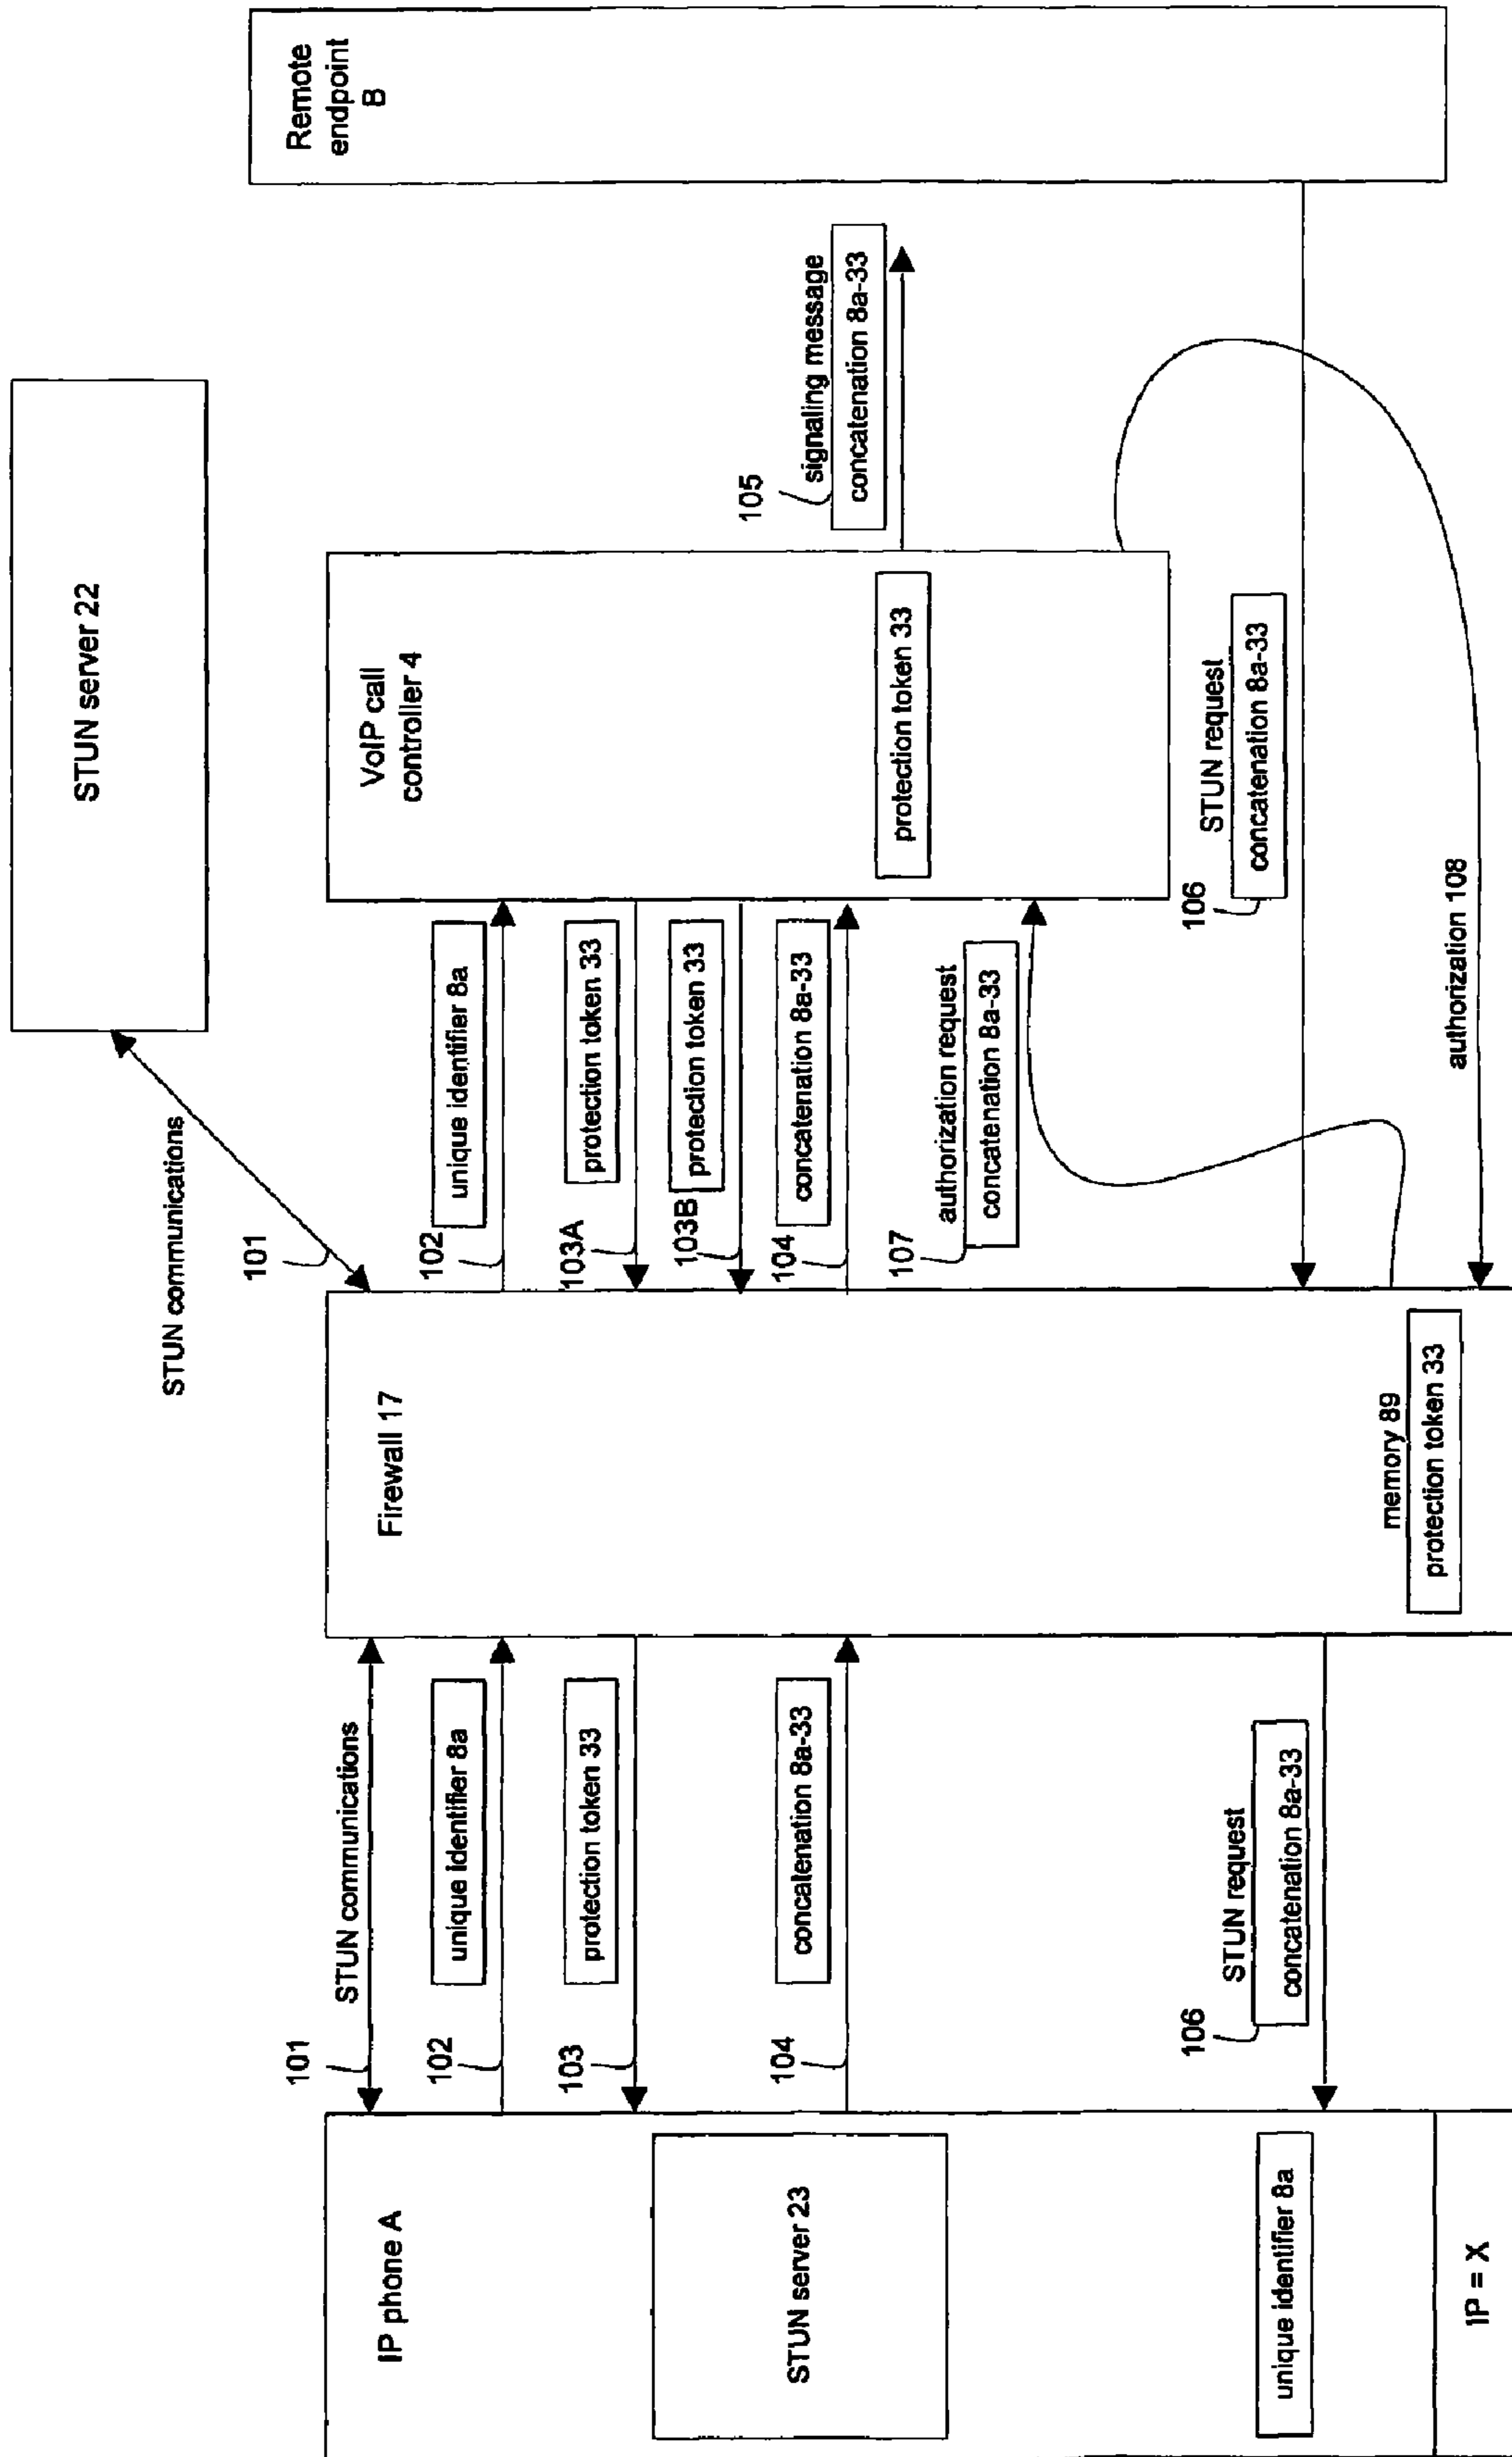 STUN server 22
STUN communications
101
Remote
endpoint
B
IP phone A
STUN server 23
unique identifier 8a
IP = X
101
STUN communications
102
unique identifier 8a
103
protection token 33
104
concatenation 8a-33
106
STUN request
concatenation 8a-33
Firewall 17
memory 89
protection token 33
102
unique identifier 8a
103A
protection token 33
103B
protection token 33
104
concatenation 8a-33
107
authorization request
concatenation 8a-33
VoIP call
controller 4
protection token 33
105
signaling message
concatenation 8a-33
106
STUN request
concatenation 8a-33
authorization 108